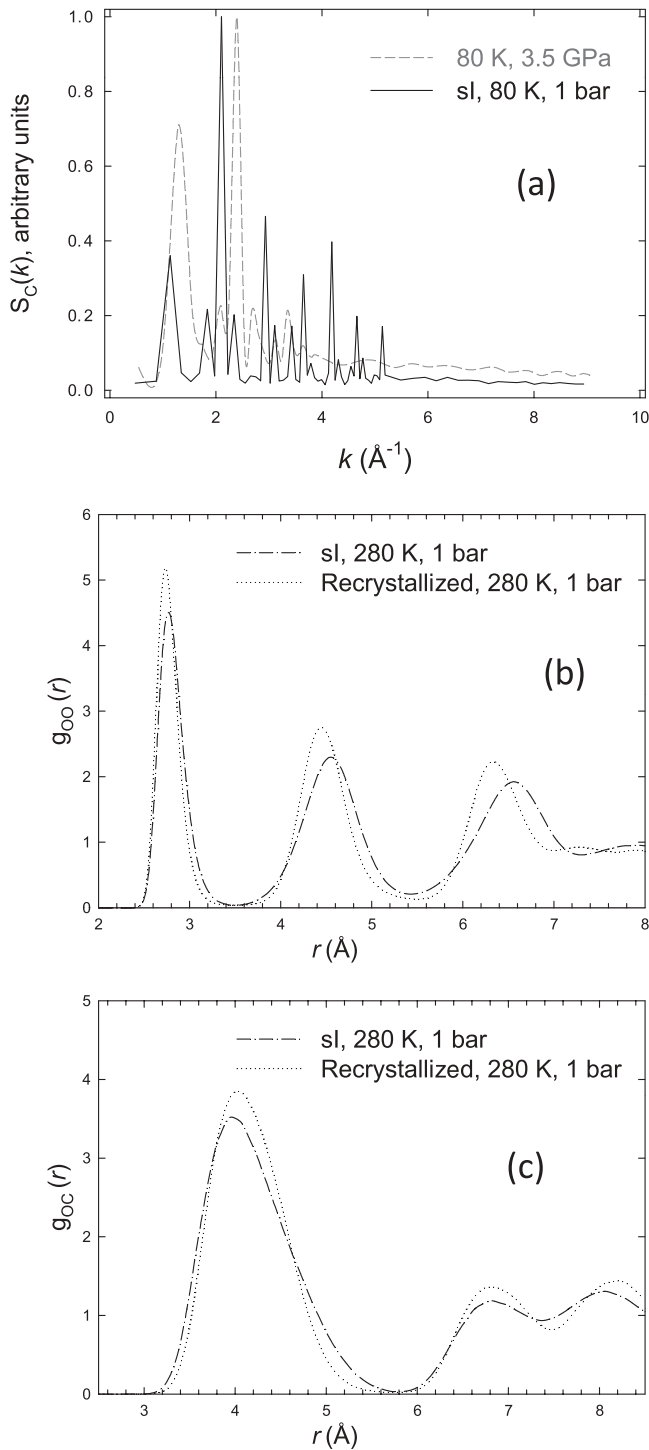 1.0
80 K, 3.5 GPa
sI, 80 K, 1 bar
0.8
0.6
(a)
S_C(k), arbitrary units
0.4
0.2
0.0
0 2 4 6 8 10
k (Å⁻¹)
6
sI, 280 K, 1 bar
Recrystallized, 280 K, 1 bar
5
4
(b)
g_OO(r)
3
2
1
0
2 3 4 5 6 7 8
r (Å)
5
sI, 280 K, 1 bar
Recrystallized, 280 K, 1 bar
4
(c)
3
g_OC(r)
2
1
0
3 4 5 6 7 8
r (Å)